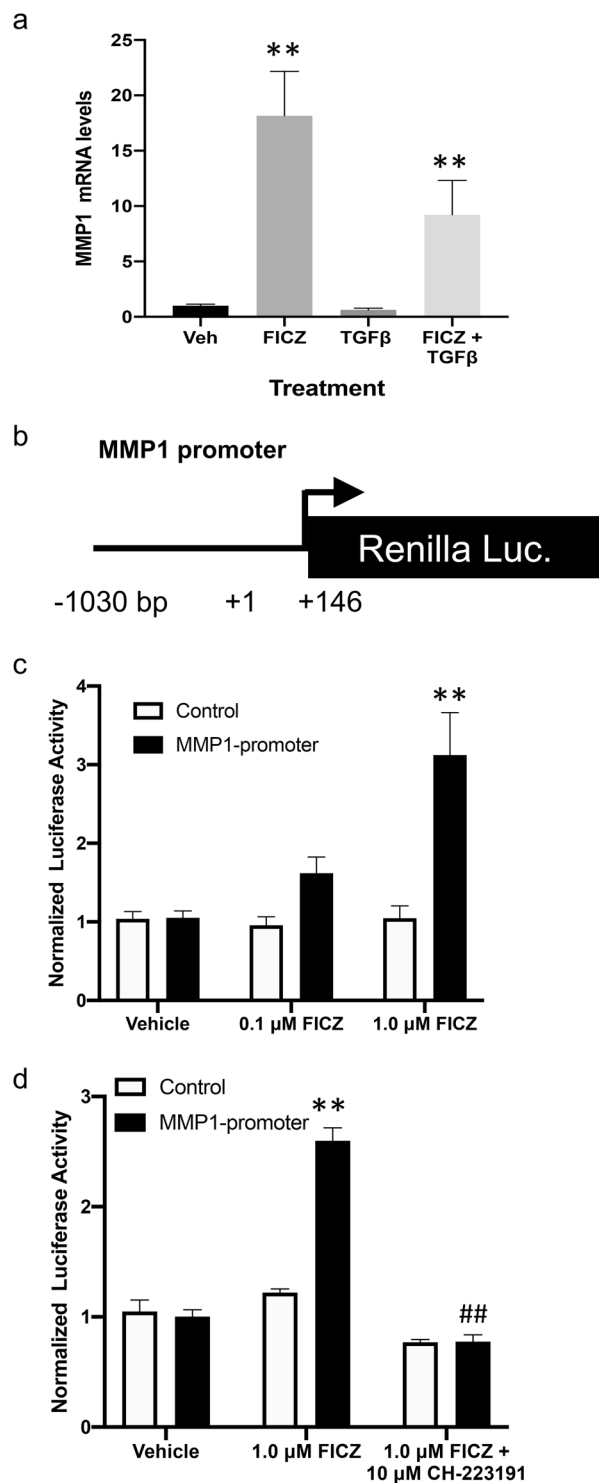 a
MMP1 mRNA levels
25
20
15
10
5
0
**
**
Veh
FICZ
TGFβ
FICZ +
TGFβ
Treatment
b
MMP1 promoter
Renilla Luc.
-1030 bp
+1
+146
c
Normalized Luciferase Activity
4
3
2
1
0
Control
MMP1-promoter
**
Vehicle
0.1 µM FICZ
1.0 µM FICZ
d
Normalized Luciferase Activity
3
2
1
0
Control
MMP1-promoter
**
##
Vehicle
1.0 µM FICZ
1.0 µM FICZ +
10 µM CH-223191